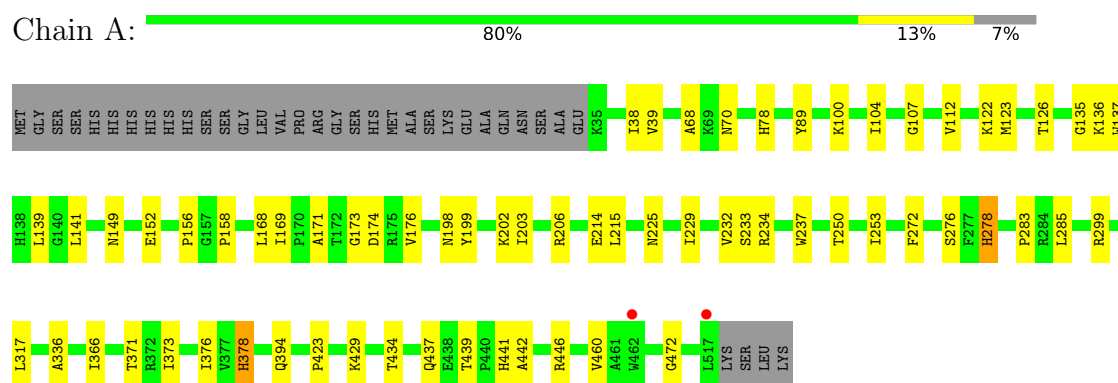 Chain A:
80% 13% 7%
MET GLY SER SER HIS HIS HIS HIS HIS HIS SER SER GLY LEU VAL PRO ARG GLY SER HIS MET ALA SER LYS GLU ALA GLN ASN SER ALA GLU K35 I38 V39 A68 K69 N70 H78 Y89 K100 I104 G107 V112 K122 M123 T126 G135 K136 W137
H138 L139 G140 L141 N149 E152 P156 G157 P158 L168 I169 P170 A171 T172 G173 D174 R175 V176 N198 Y199 K202 I203 R206 E214 L215 N225 I229 V232 S233 R234 W237 T250 I253 F272 S276 F277 H278 P283 R284 L285 R299
L317 A336 I366 T371 R372 I373 I376 V377 H378 Q394 P423 K429 T434 Q437 E438 T439 P440 H441 A442 R446 V460 A461 W462 G472 L517 LYS SER LEU LYS